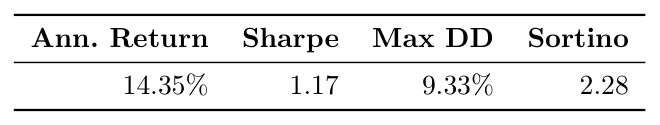 Ann. Return Sharpe Max DD Sortino
14.35% 1.17 9.33% 2.28